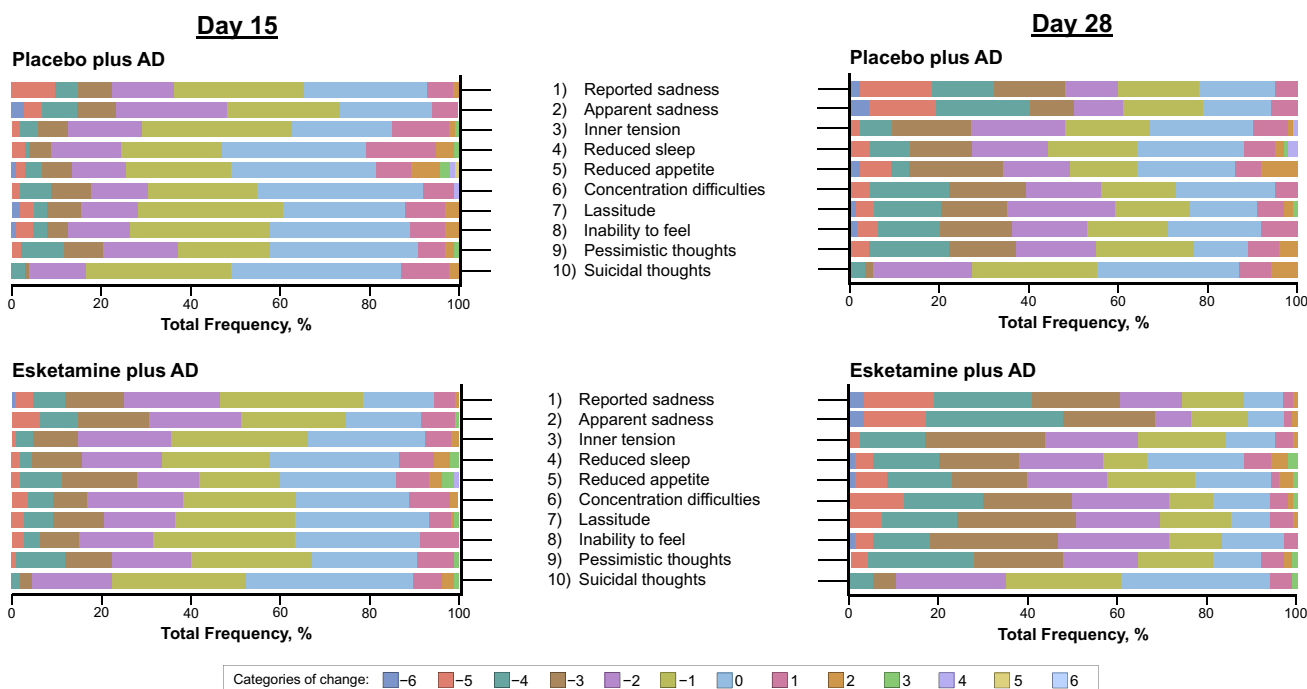 Day 15
Day 28
Placebo plus AD
Placebo plus AD
1) Reported sadness
2) Apparent sadness
3) Inner tension
4) Reduced sleep
5) Reduced appetite
6) Concentration difficulties
7) Lassitude
8) Inability to feel
9) Pessimistic thoughts
10) Suicidal thoughts
0 20 40 60 80 100
0 20 40 60 80 100
Total Frequency, %
Total Frequency, %
Esketamine plus AD
Esketamine plus AD
1) Reported sadness
2) Apparent sadness
3) Inner tension
4) Reduced sleep
5) Reduced appetite
6) Concentration difficulties
7) Lassitude
8) Inability to feel
9) Pessimistic thoughts
10) Suicidal thoughts
0 20 40 60 80 100
0 20 40 60 80 100
Total Frequency, %
Total Frequency, %
Categories of change: −6 −5 −4 −3 −2 −1 0 1 2 3 4 5 6